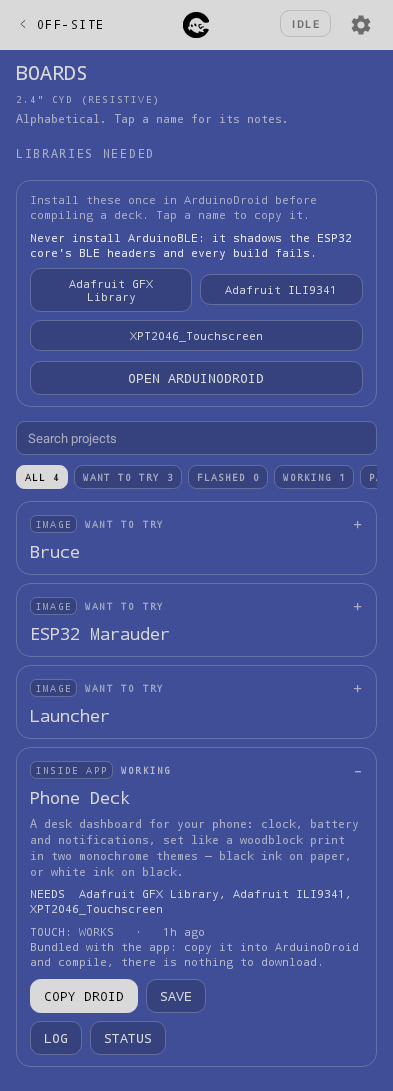 OFF-SITE
IDLE
BOARDS
2.4" CYD (RESISTIVE)
Alphabetical. Tap a name for its notes.
LIBRARIES NEEDED
Install these once in ArduinoDroid before
compiling a deck. Tap a name to copy it.
Never install ArduinoBLE: it shadows the ESP32
core's BLE headers and every build fails.
Adafruit GFX
Library
Adafruit ILI9341
XPT2046_Touchscreen
OPEN ARDUINODROID
Search projects
ALL 4 WANT TO TRY 3 FLASHED 0 WORKING 1
IMAGE WANT TO TRY +
Bruce
IMAGE WANT TO TRY +
ESP32 Marauder
IMAGE WANT TO TRY +
Launcher
INSIDE APP WORKING –
Phone Deck
A desk dashboard for your phone: clock, battery
and notifications, set like a woodblock print
in two monochrome themes — black ink on paper,
or white ink on black.
NEEDS Adafruit GFX Library, Adafruit ILI9341,
XPT2046_Touchscreen
TOUCH: WORKS · 1h ago
Bundled with the app: copy it into ArduinoDroid
and compile, there is nothing to download.
COPY DROID SAVE
LOG STATUS